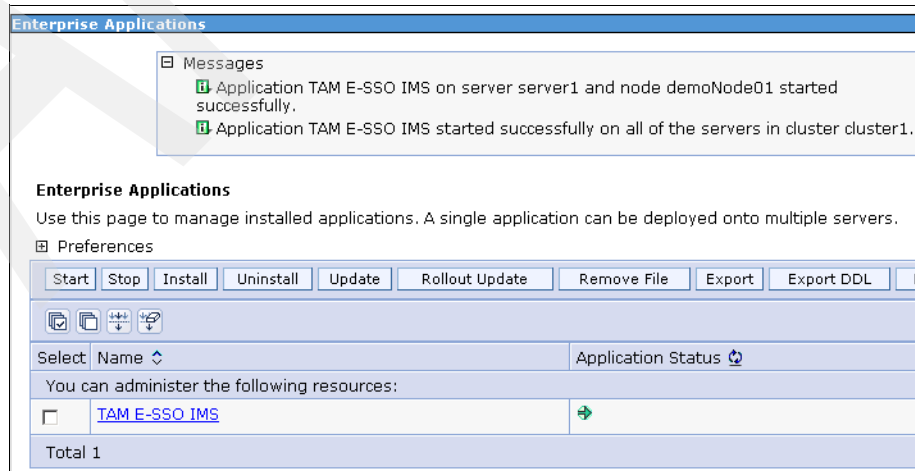 Enterprise Applications
Messages
Application TAM E-SSO IMS on server server1 and node demoNode01 started
successfully.
Application TAM E-SSO IMS started successfully on all of the servers in cluster cluster1.
Enterprise Applications
Use this page to manage installed applications. A single application can be deployed onto multiple servers.
Preferences
Start Stop Install Uninstall Update Rollout Update Remove File Export Export DDL
Select Name Application Status
You can administer the following resources:
TAM E-SSO IMS
Total 1